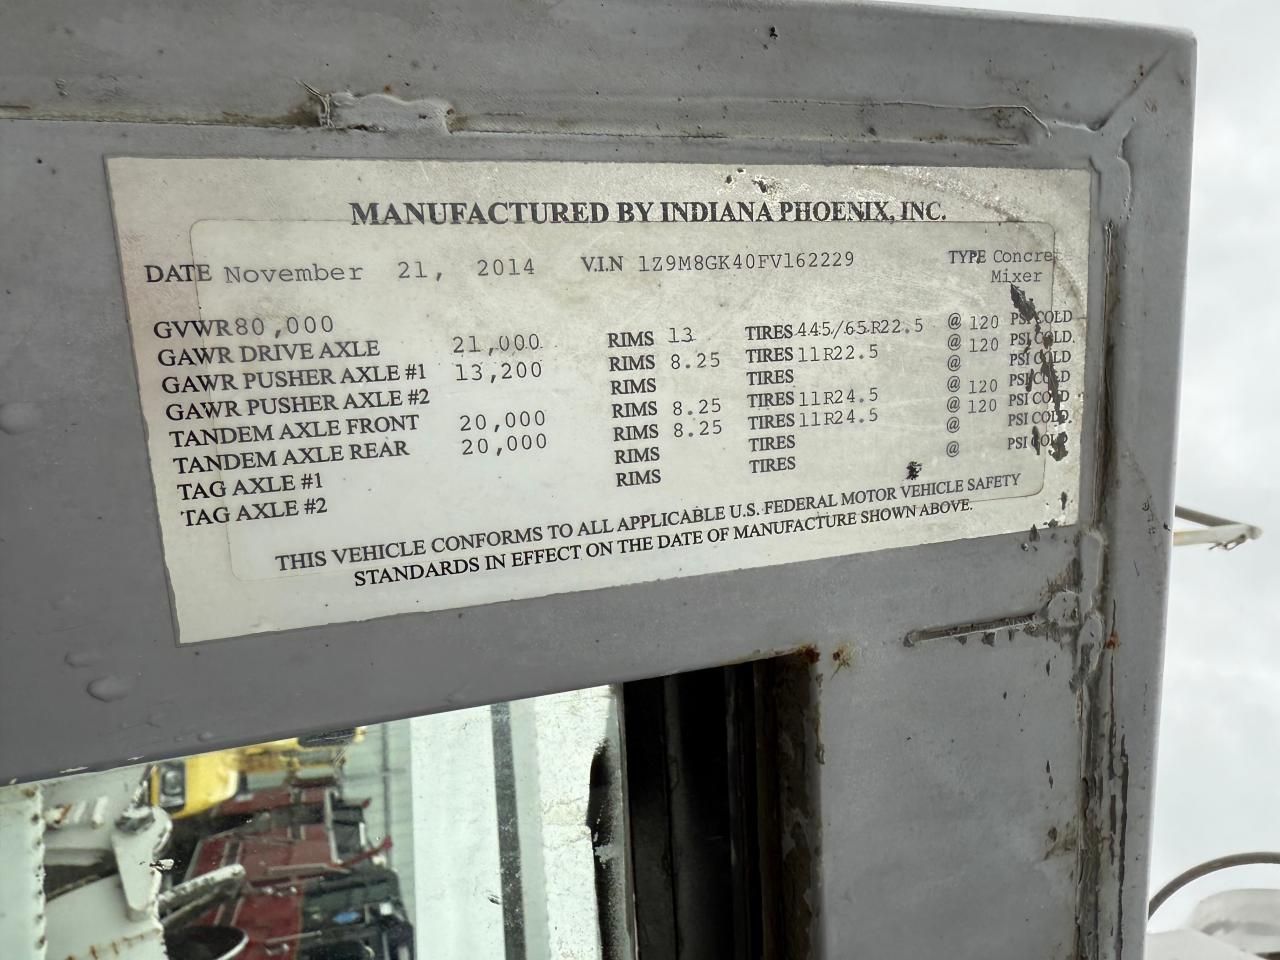 MANUFACTURED BY INDIANA PHOENIX, INC.
DATE November 21, 2014 V.I.N 1Z9M8GK40FV162229 TYPE Concrete
Mixer
GVWR 80,000
GAWR DRIVE AXLE 21,000 RIMS 13 TIRES 445/65R22.5 @ 120 PSI COLD
GAWR PUSHER AXLE #1 13,200 RIMS 8.25 TIRES 11R22.5 @ 120 PSI COLD.
GAWR PUSHER AXLE #2 RIMS TIRES @ PSI COLD
TANDEM AXLE FRONT 20,000 RIMS 8.25 TIRES 11R24.5 @ 120 PSI COLD
TANDEM AXLE REAR 20,000 RIMS 8.25 TIRES 11R24.5 @ 120 PSI COLD
TAG AXLE #1 RIMS TIRES @ PSI COLD.
TAG AXLE #2 RIMS TIRES @ PSI COLD
THIS VEHICLE CONFORMS TO ALL APPLICABLE U.S. FEDERAL MOTOR VEHICLE SAFETY
STANDARDS IN EFFECT ON THE DATE OF MANUFACTURE SHOWN ABOVE.